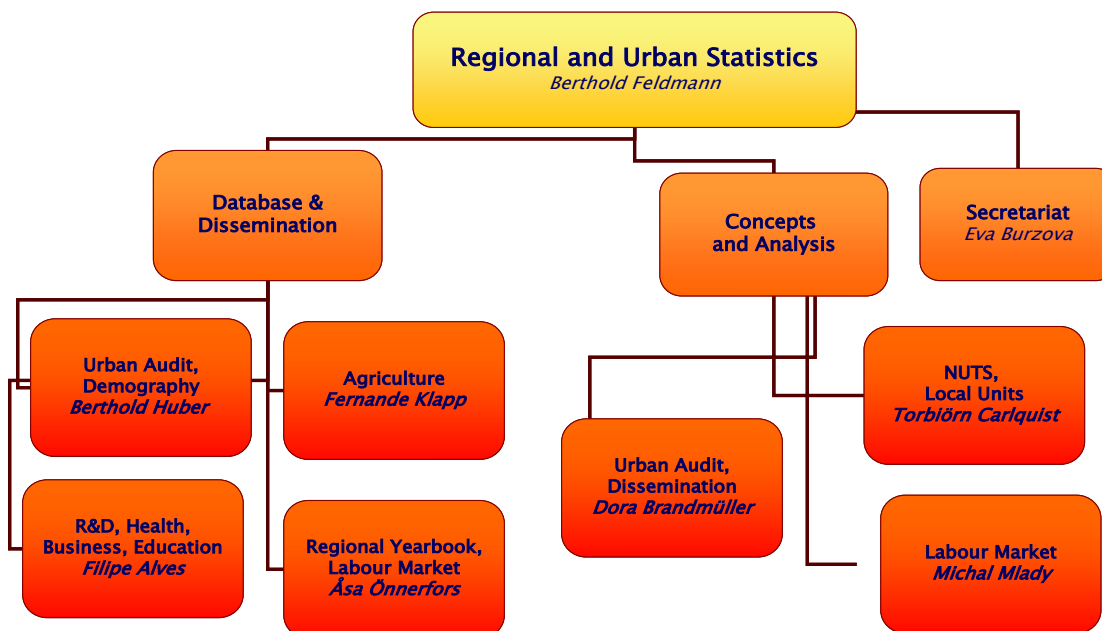 Regional and Urban Statistics
Berthold Feldmann
Database &
Dissemination
Concepts
and Analysis
Secretariat
Eva Burzova
Urban Audit,
Demography
Berthold Huber
Agriculture
Fernande Klapp
NUTS,
Local Units
Torbiörn Carlquist
Urban Audit,
Dissemination
Dora Brandmüller
R&D, Health,
Business, Education
Filipe Alves
Regional Yearbook,
Labour Market
Åsa Önnerfors
Labour Market
Michal Mlady